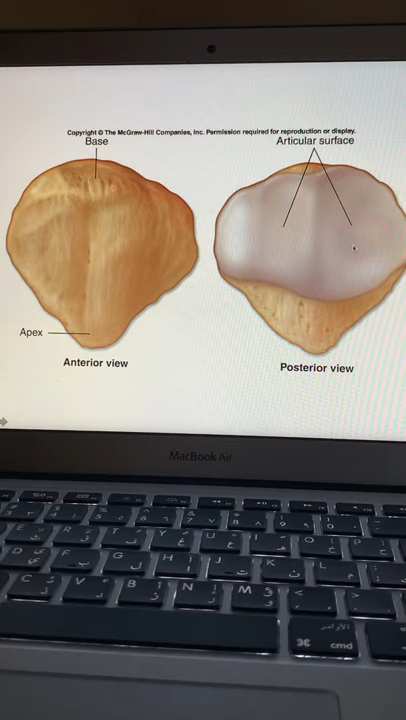 Copyright © The McGraw-Hill Companies, Inc. Permission required for reproduction or display.
Base
Articular surface
Apex
Anterior view
Posterior view
MacBook Air
E R T Y U I O P
D F G H J K L
C V B N M < >
الأوامر
⌘ cmd